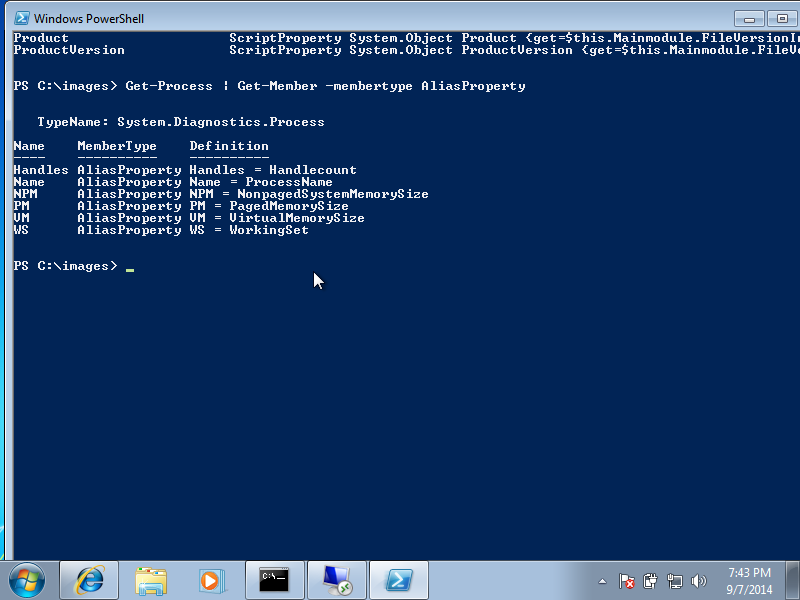 Windows PowerShell
Product ScriptProperty System.Object Product {get=$this.Mainmodule.FileVersionIn
ProductVersion ScriptProperty System.Object ProductVersion {get=$this.Mainmodule.FileV
PS C:\images> Get-Process | Get-Member -membertype AliasProperty
TypeName: System.Diagnostics.Process
Name MemberType Definition
---- ---------- ----------
Handles AliasProperty Handles = Handlecount
Name AliasProperty Name = ProcessName
NPM AliasProperty NPM = NonpagedSystemMemorySize
PM AliasProperty PM = PagedMemorySize
VM AliasProperty VM = VirtualMemorySize
WS AliasProperty WS = WorkingSet
PS C:\images> _
C:\_
7:43 PM
9/7/2014